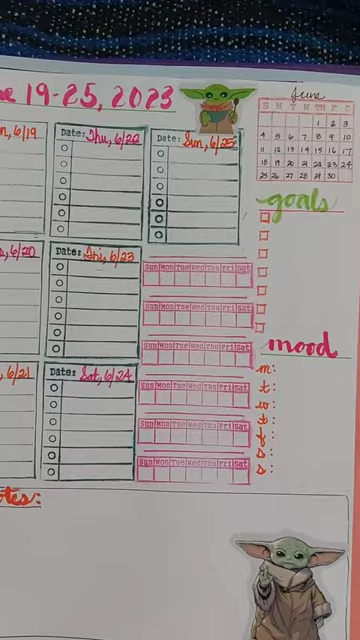 19-25, 2023
June
S M T W TH F S
1 2 3
4 5 6 7 8 9 10
11 12 13 14 15 16 17
18 19 20 21 22 23 24
25 26 27 28 29 30
6/19
Date: Thu, 6/22
Date: Sun, 6/25
goals
6/20
Date: Fri, 6/23
Sun Mon Tue Wed Thu Fri Sat
Sun Mon Tue Wed Thu Fri Sat
Sun Mon Tue Wed Thu Fri Sat
mood
6/21
Date: Sat, 6/24
m:
t:
w:
t:
f:
s:
s:
Sun Mon Tue Wed Thu Fri Sat
Sun Mon Tue Wed Thu Fri Sat
Sun Mon Tue Wed Thu Fri Sat